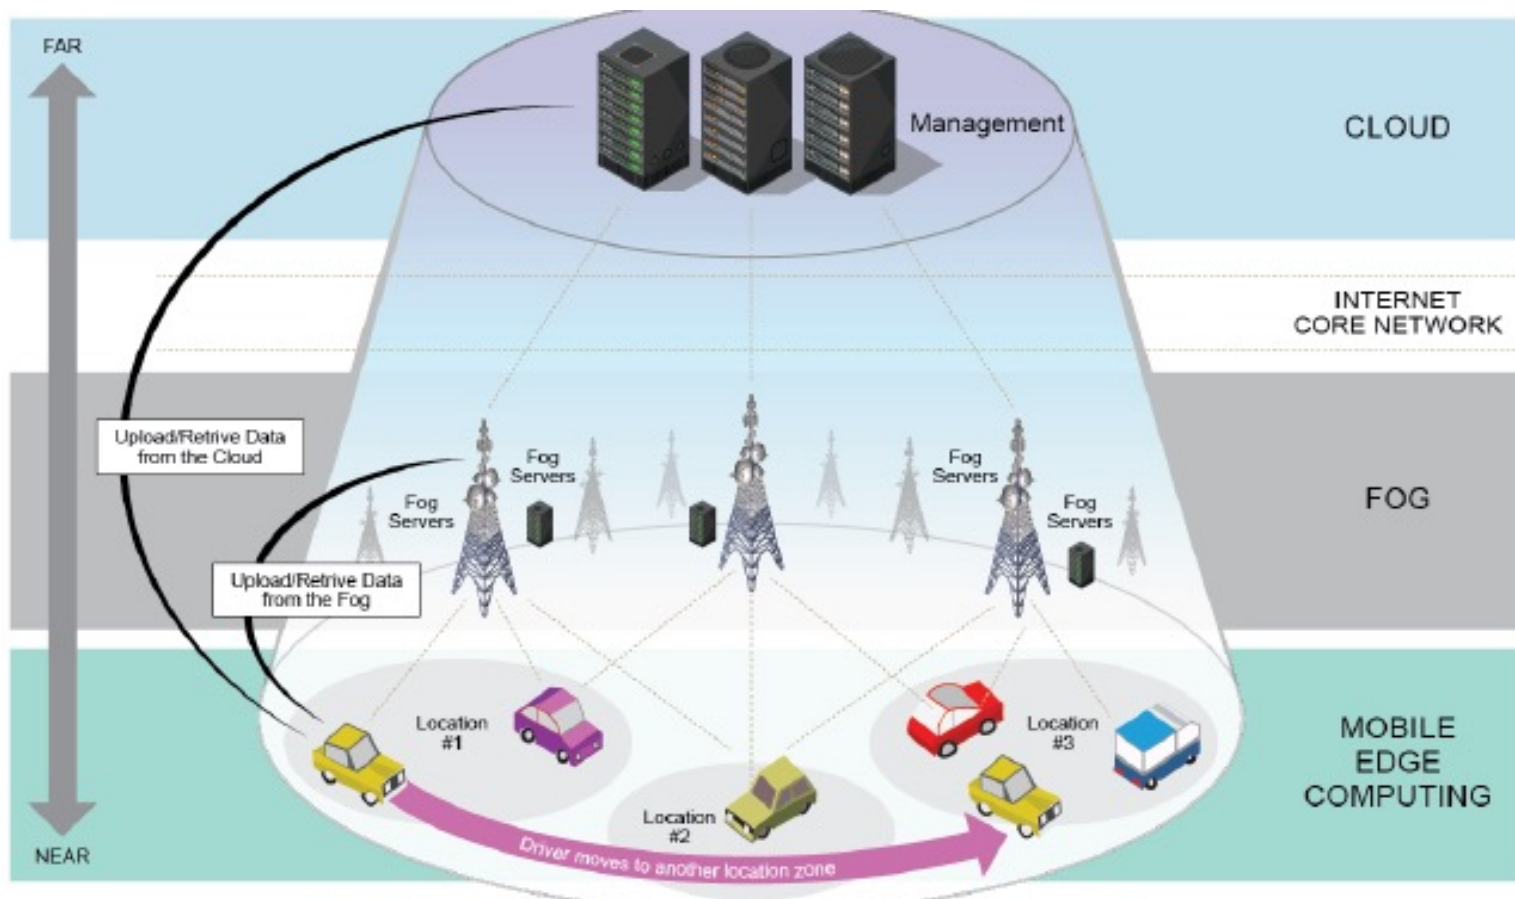 FAR
Management
CLOUD
INTERNET
CORE NETWORK
Upload/Retrive Data
from the Cloud
Fog
Servers
Fog
Servers
Fog
Servers
Fog
Servers
FOG
Upload/Retrive Data
from the Fog
Location
#1
Location
#2
Location
#3
MOBILE
EDGE
COMPUTING
Driver moves to another location zone
NEAR